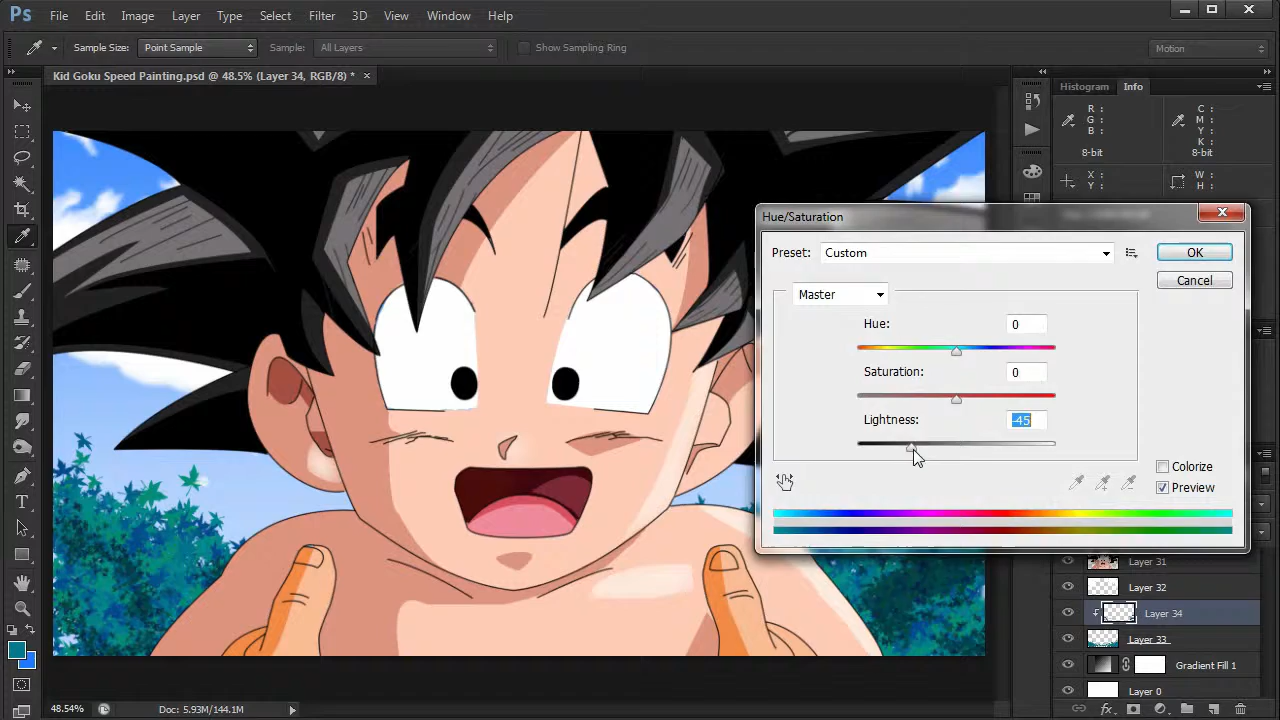 Ps File Edit Image Layer Type Select Filter 3D View Window Help
Sample Size: Point Sample Sample: All Layers Show Sampling Ring Motion
Kid Goku Speed Painting.psd @ 48.5% (Layer 34, RGB/8) *
Histogram Info
R :
G :
B :
8-bit
C :
M :
Y :
K :
8-bit
X :
Y :
W :
H :
Hue/Saturation
Preset: Custom
OK
Cancel
Master
Hue: 0
Saturation: 0
Lightness: -45
Colorize
Preview
Layer 31
Layer 32
Layer 34
Layer 33
Gradient Fill 1
Layer 0
fx
T
48.54% Doc: 5.93M/144.1M